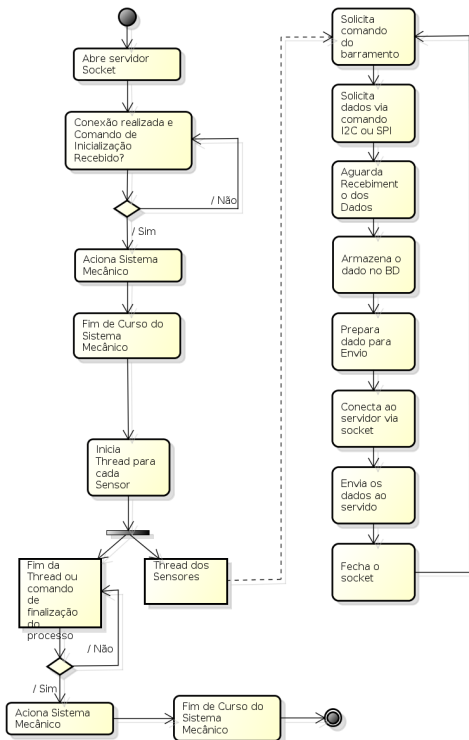 Abre servidor
Socket
Conexão realizada e
Comando de
Inicialização
Recebido?
/ Não
/ Sim
Aciona Sistema
Mecânico
Fim de Curso do
Sistema
Mecânico
Inicia
Thread para
cada
Sensor
Fim da
Thread ou
comando
de
finalização
do
processo
Thread dos
Sensores
/ Não
/ Sim
Aciona Sistema
Mecânico
Fim de Curso do
Sistema
Mecânico
Solicita
comando
do
barramento
Solicita
dados via
comando
I2C ou SPI
Aguarda
Recebiment
o dos
Dados
Armazena o
dado no BD
Prepara
dado para
Envio
Conecta ao
servidor via
socket
Envia os
dados ao
servido
Fecha o
socket